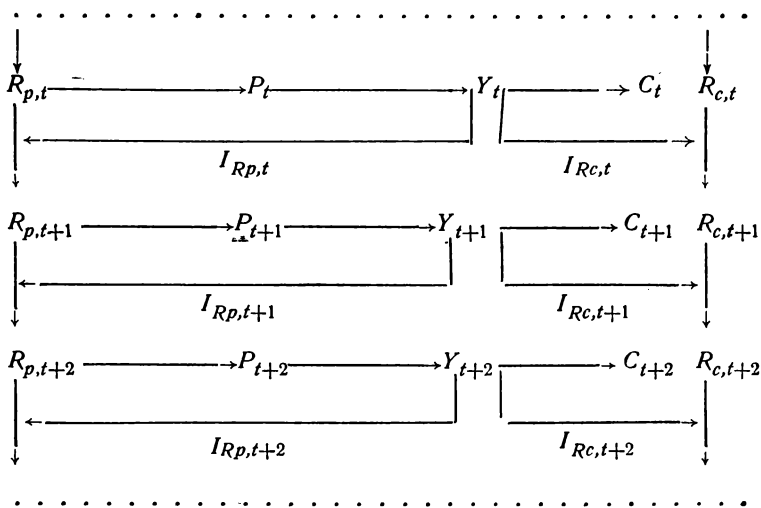 R_{p,t} P_t Y_t C_t R_{c,t}
I_{Rp,t} I_{Rc,t}
R_{p,t+1} P_{t+1} Y_{t+1} C_{t+1} R_{c,t+1}
I_{Rp,t+1} I_{Rc,t+1}
R_{p,t+2} P_{t+2} Y_{t+2} C_{t+2} R_{c,t+2}
I_{Rp,t+2} I_{Rc,t+2}